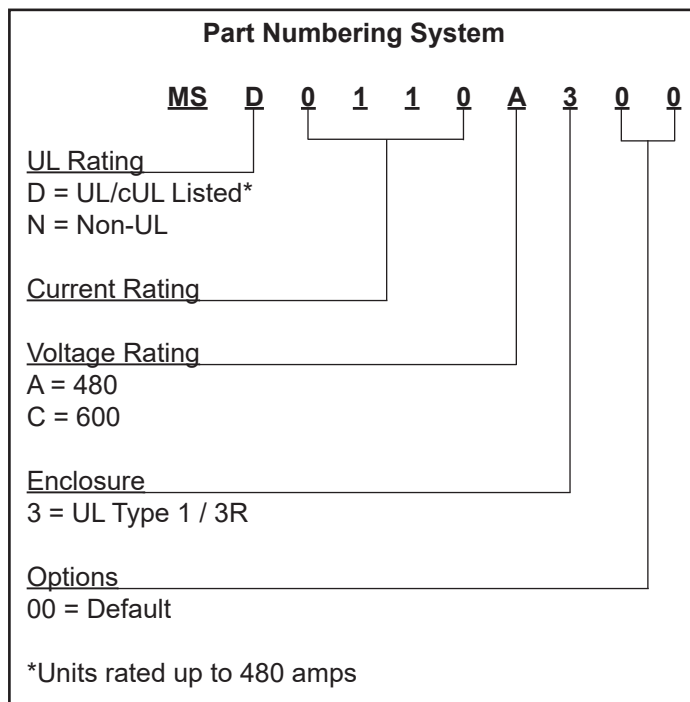 Part Numbering System
MS D 0 1 1 0 A 3 0 0
UL Rating
D = UL/cUL Listed*
N = Non-UL
Current Rating
Voltage Rating
A = 480
C = 600
Enclosure
3 = UL Type 1 / 3R
Options
00 = Default
*Units rated up to 480 amps